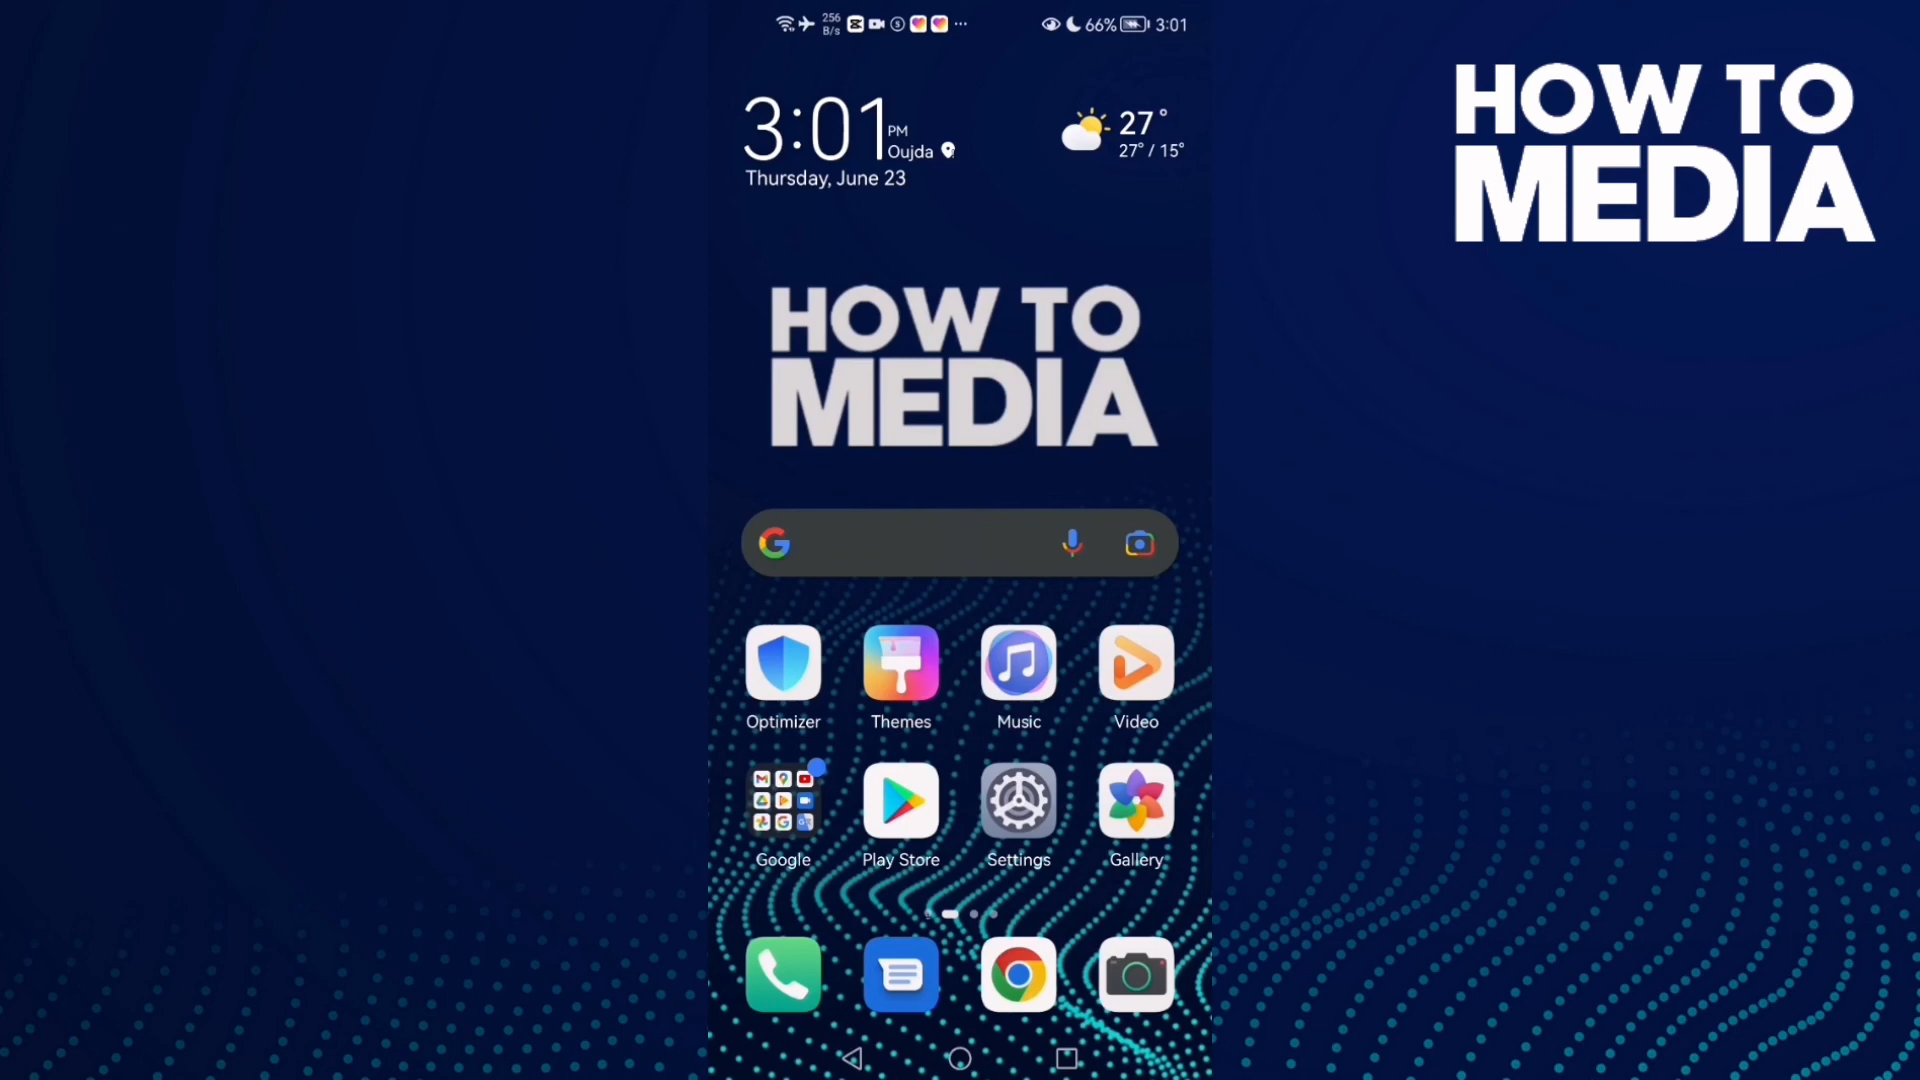 256
B/s
66%
3:01
3:01
PM
Oujda
Thursday, June 23
27°
27° / 15°
HOW TO
MEDIA
HOW TO
MEDIA
Optimizer
Themes
Music
Video
Google
Play Store
Settings
Gallery